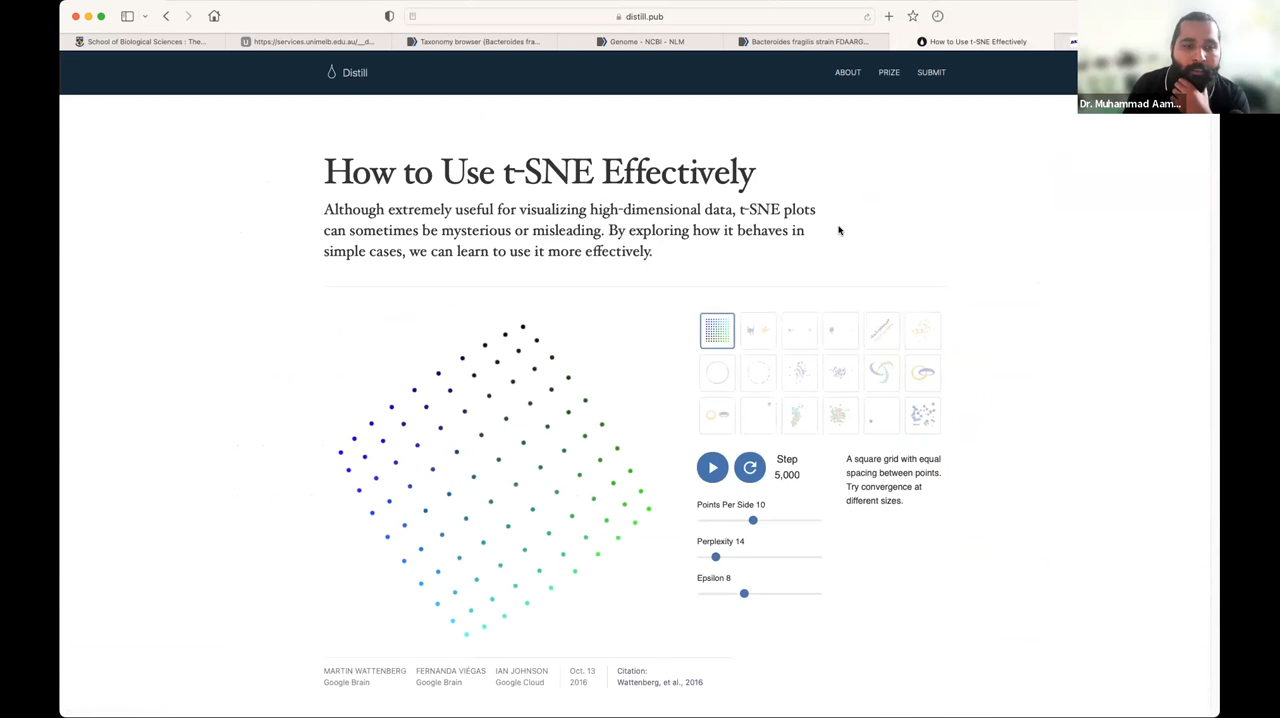 distill.pub
School of Biological Sciences : The...
https://services.unimelb.edu.au/__d...
Taxonomy browser (Bacteroides fra...
Genome - NCBI - NLM
Bacteroides fragilis strain FDAARG...
How to Use t-SNE Effectively
Dr. Muhammad Aam...
Distill
ABOUT
PRIZE
SUBMIT
How to Use t-SNE Effectively
Although extremely useful for visualizing high-dimensional data, t-SNE plots
can sometimes be mysterious or misleading. By exploring how it behaves in
simple cases, we can learn to use it more effectively.
Step
5,000
Points Per Side 10
Perplexity 14
Epsilon 8
A square grid with equal
spacing between points.
Try convergence at
different sizes.
MARTIN WATTENBERG
Google Brain
FERNANDA VIÉGAS
Google Brain
IAN JOHNSON
Google Cloud
Oct. 13
2016
Citation:
Wattenberg, et al., 2016